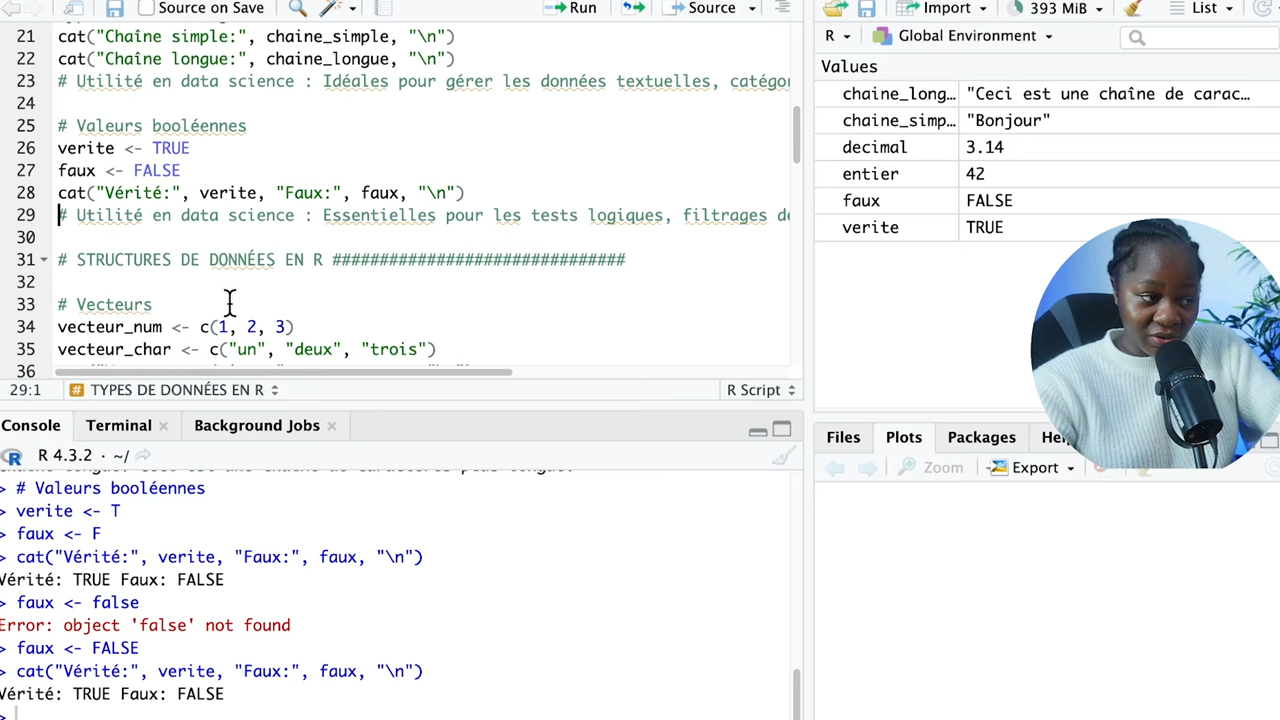 Source on Save
Run
Source
21 cat("Chaîne simple:", chaine_simple, "\n")
22 cat("Chaîne longue:", chaine_longue, "\n")
23 # Utilité en data science : Idéales pour gérer les données textuelles, catégor
24
25 # Valeurs booléennes
26 verite <- TRUE
27 faux <- FALSE
28 cat("Vérité:", verite, "Faux:", faux, "\n")
29 # Utilité en data science : Essentielles pour les tests logiques, filtrages de
30
31 # STRUCTURES DE DONNÉES EN R ###############################
32
33 # Vecteurs
34 vecteur_num <- c(1, 2, 3)
35 vecteur_char <- c("un", "deux", "trois")
36
29:1 # TYPES DE DONNÉES EN R R Script
Console Terminal Background Jobs
R 4.3.2 · ~/
> # Valeurs booléennes
> verite <- T
> faux <- F
> cat("Vérité:", verite, "Faux:", faux, "\n")
Vérité: TRUE Faux: FALSE
> faux <- false
Error: object 'false' not found
> faux <- FALSE
> cat("Vérité:", verite, "Faux:", faux, "\n")
Vérité: TRUE Faux: FALSE
>
Import 393 MiB List
R Global Environment
Values
chaine_long… "Ceci est une chaîne de carac…
chaine_simp… "Bonjour"
decimal 3.14
entier 42
faux FALSE
verite TRUE
Files Plots Packages He
Zoom Export